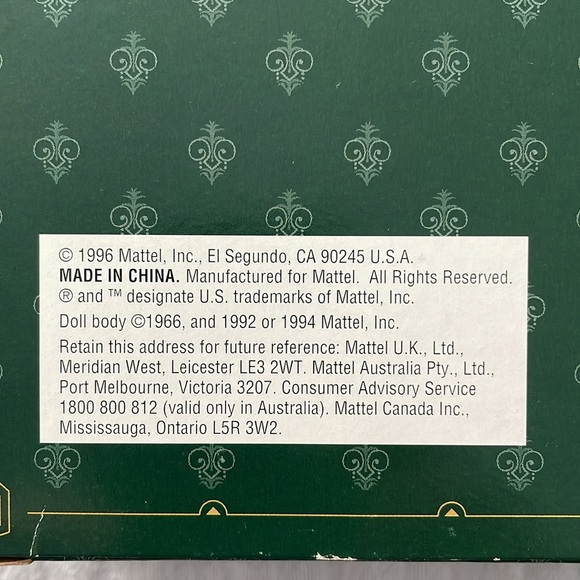 © 1996 Mattel, Inc., El Segundo, CA 90245 U.S.A.
MADE IN CHINA. Manufactured for Mattel. All Rights Reserved.
® and ™ designate U.S. trademarks of Mattel, Inc.
Doll body ©1966, and 1992 or 1994 Mattel, Inc.
Retain this address for future reference: Mattel U.K., Ltd.,
Meridian West, Leicester LE3 2WT. Mattel Australia Pty., Ltd.,
Port Melbourne, Victoria 3207. Consumer Advisory Service
1800 800 812 (valid only in Australia). Mattel Canada Inc.,
Mississauga, Ontario L5R 3W2.